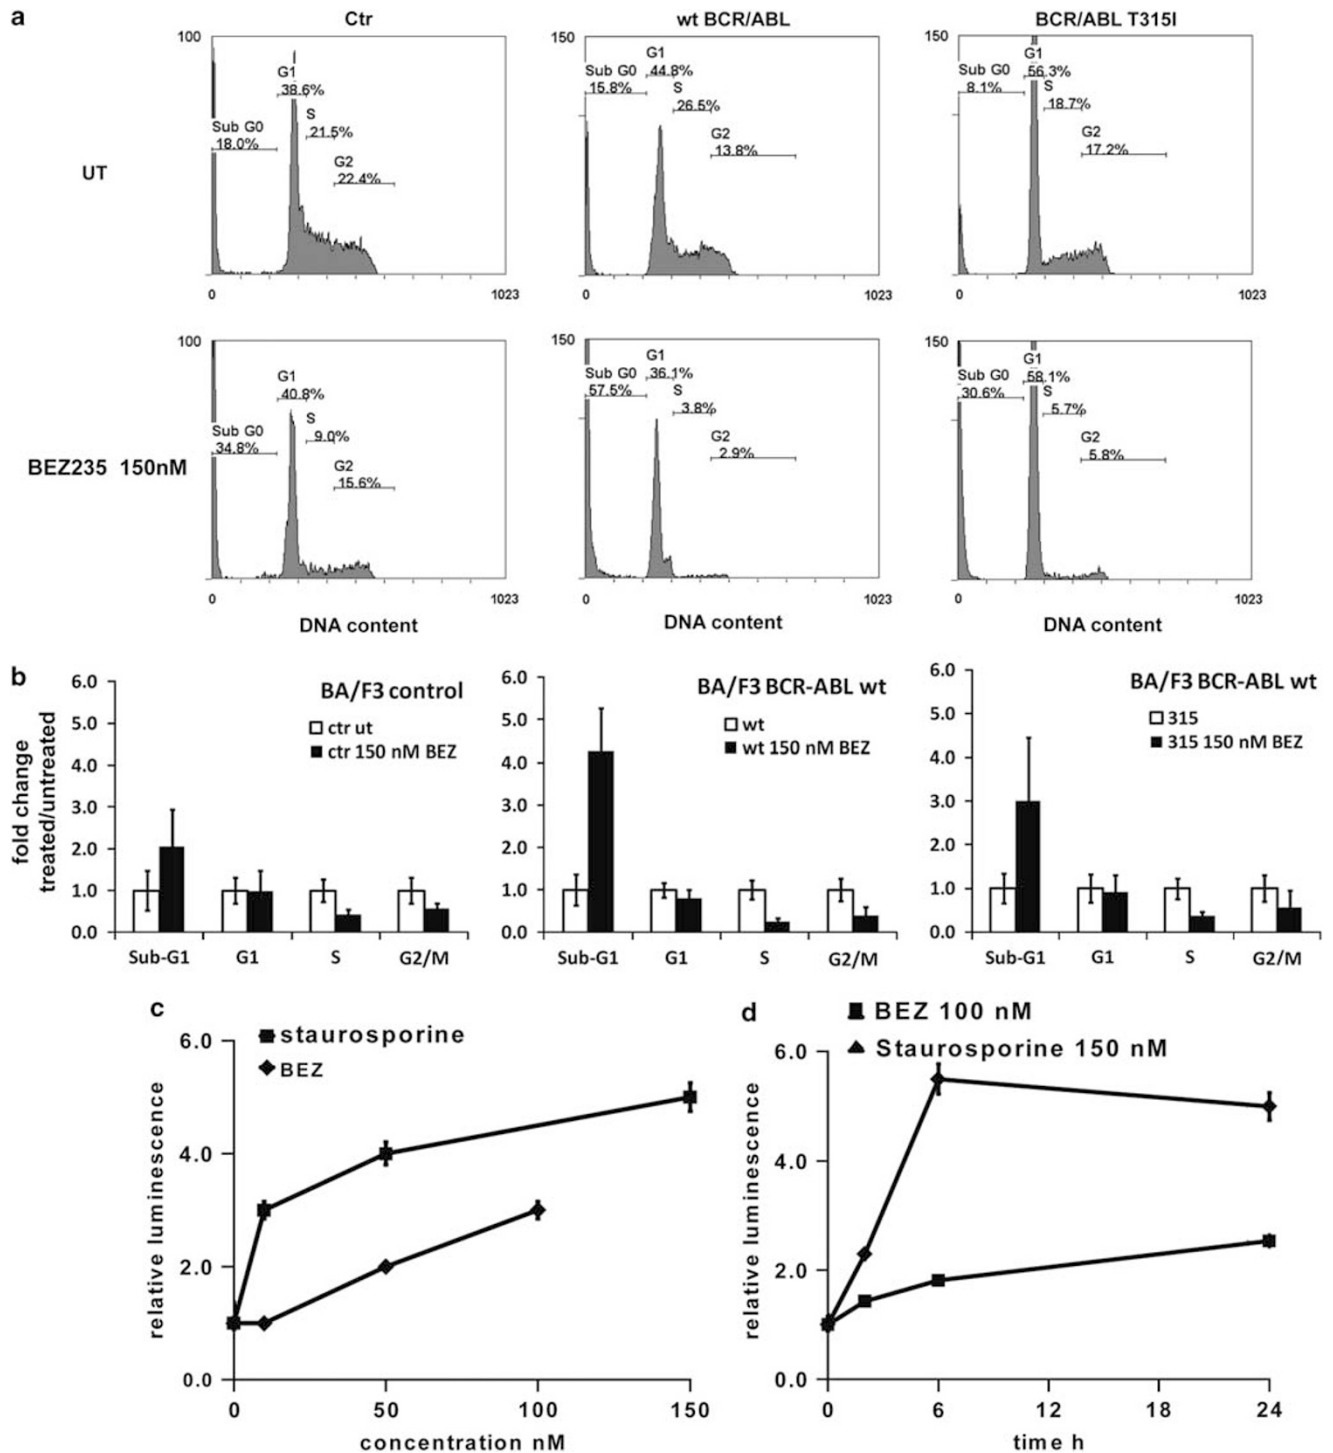 a
Ctr
wt BCR/ABL
BCR/ABL T315I
UT
100
G1
38.6%
S
21.5%
Sub G0
18.0%
G2
22.4%
0
1023
150
G1
Sub G0
44.8%
15.8%
S
26.5%
G2
13.8%
0
1023
150
G1
Sub G0
56.3%
8.1%
S
18.7%
G2
17.2%
0
1023
BEZ235 150nM
100
G1
40.8%
S
Sub G0
9.0%
34.8%
G2
15.6%
0
1023
DNA content
150
G1
Sub G0
36.1%
57.5%
S
3.8%
G2
2.9%
0
1023
DNA content
150
G1
Sub G0
58.1%
30.6%
S
5.7%
G2
5.8%
0
1023
DNA content
b
fold change
treated/untreated
6.0
5.0
4.0
3.0
2.0
1.0
0.0
BA/F3 control
ctr ut
ctr 150 nM BEZ
Sub-G1
G1
S
G2/M
6.0
5.0
4.0
3.0
2.0
1.0
0.0
BA/F3 BCR-ABL wt
wt
wt 150 nM BEZ
Sub-G1
G1
S
G2/M
6.0
5.0
4.0
3.0
2.0
1.0
0.0
BA/F3 BCR-ABL wt
315
315 150 nM BEZ
Sub-G1
G1
S
G2/M
c
staurosporine
BEZ
relative luminescence
6.0
4.0
2.0
0.0
0
50
100
150
concentration nM
d
BEZ 100 nM
Staurosporine 150 nM
relative luminescence
6.0
4.0
2.0
0.0
0
6
12
18
24
time h